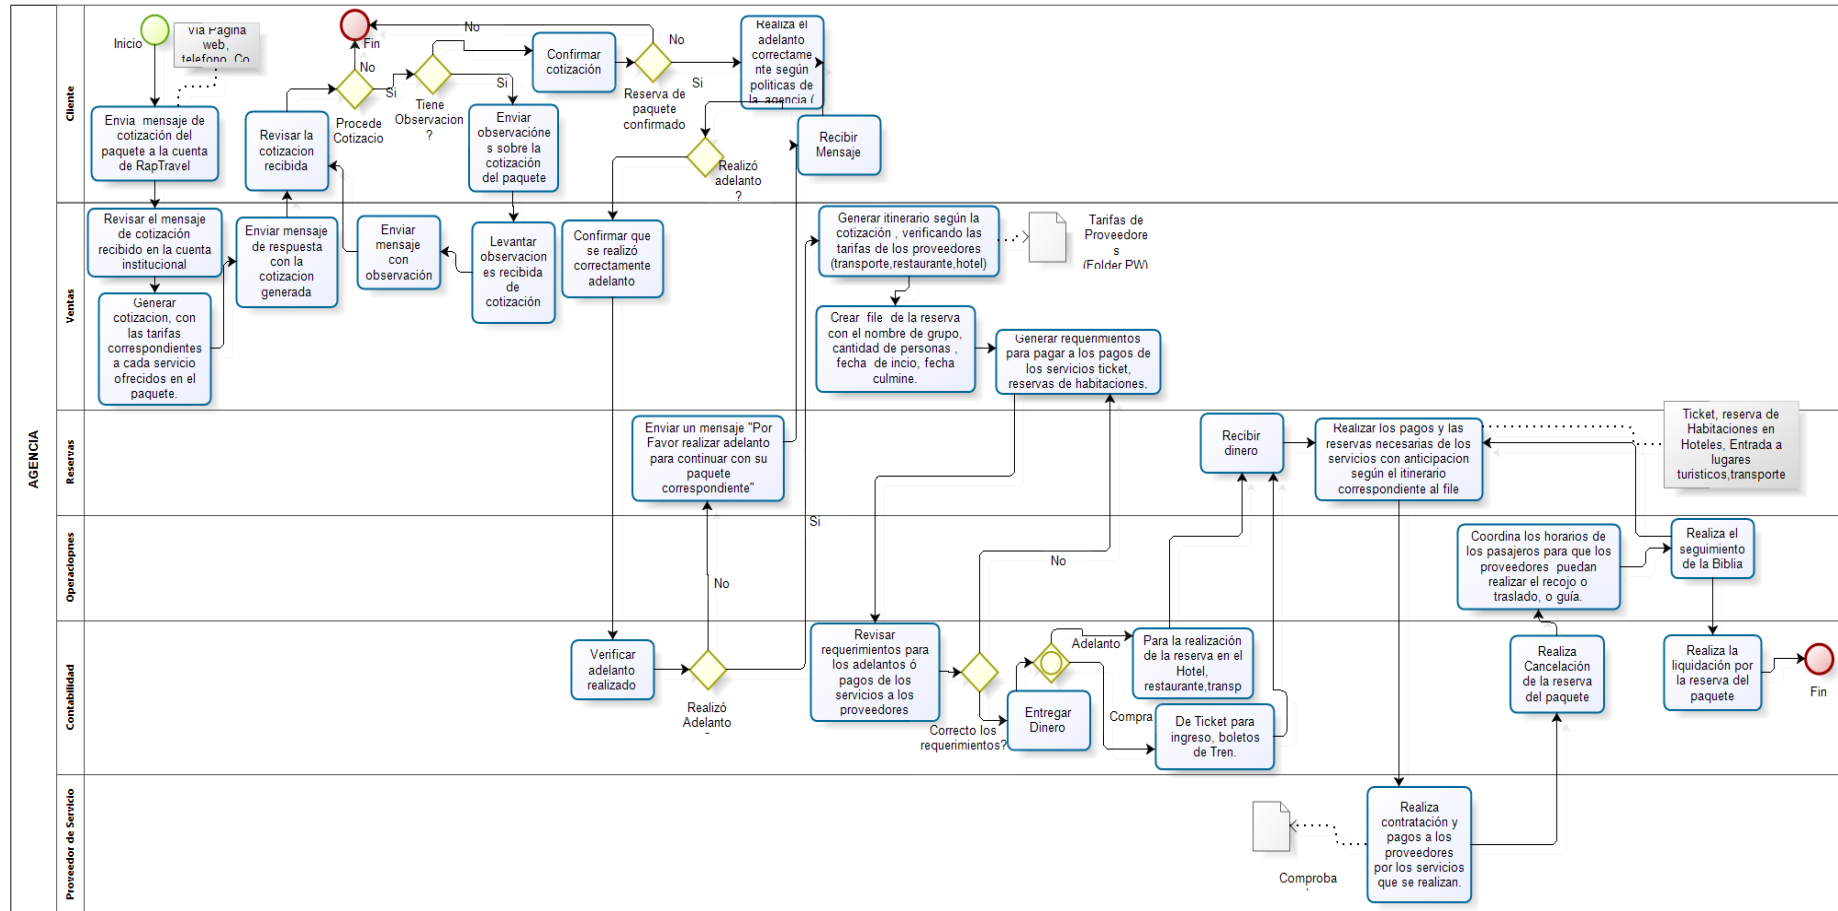 AGENCIA
Cliente
Inicio
Via Pagina
web,
telefono, Co
Envia mensaje de
cotización del
paquete a la cuenta
de RapTravel
Revisar la
cotizacion
recibida
Fin
No
Si
Procede
Cotizacio
Tiene
Observacion
?
No
Si
Confirmar
cotización
Enviar
observacióne
s sobre la
cotización
del paquete
No
Si
Reserva de
paquete
confirmado
Realiza el
adelanto
correctame
nte según
politicas de
la agencia (
Recibir
Mensaje
Realizó
adelanto
?
Ventas
Revisar el mensaje
de cotización
recibido en la cuenta
institucional
Generar
cotizacion, con
las tarifas
correspondientes
a cada servicio
ofrecidos en el
paquete.
Enviar mensaje
de respuesta
con la
cotizacion
generada
Enviar
mensaje
con
observación
Levantar
observacion
es recibida
de
cotización
Confirmar que
se realizó
correctamente
adelanto
Generar itinerario según la
cotización , verificando las
tarifas de los proveedores
(transporte,restaurante,hotel)
Tarifas de
Proveedore
s
(Folder PW)
Crear file de la reserva
con el nombre de grupo,
cantidad de personas ,
fecha de incio, fecha
culmine.
Generar requerimientos
para pagar a los pagos de
los servicios ticket,
reservas de habitaciones,
Reservas
Enviar un mensaje "Por
Favor realizar adelanto
para continuar con su
paquete
correspondiente"
Recibir
dinero
Realizar los pagos y las
reservas necesarias de los
servicios con anticipacion
según el itinerario
correspondiente al file
Ticket, reserva de
Habitaciones en
Hoteles, Entrada a
lugares
turisticos,transporte
Operaciopnes
Si
No
No
Coordina los horarios de
los pasajeros para que los
proveedores puedan
realizar el recojo o
traslado, o guía.
Realiza el
seguimiento
de la Biblia
Contabilidad
Verificar
adelanto
realizado
Realizó
Adelanto
Revisar
requerimientos para
los adelantos ó
pagos de los
servicios a los
proveedores
Correcto los
requerimientos?
Entregar
Dinero
Adelanto
Compra
Para la realización
de la reserva en el
Hotel,
restaurante,transp
De Ticket para
ingreso, boletos
de Tren.
Realiza
Cancelación
de la reserva
del paquete
Realiza la
liquidación por
la reserva del
paquete
Fin
Proveedor de Servicio
Comproba
Realiza
contratación y
pagos a los
proveedores
por los servicios
que se realizan.